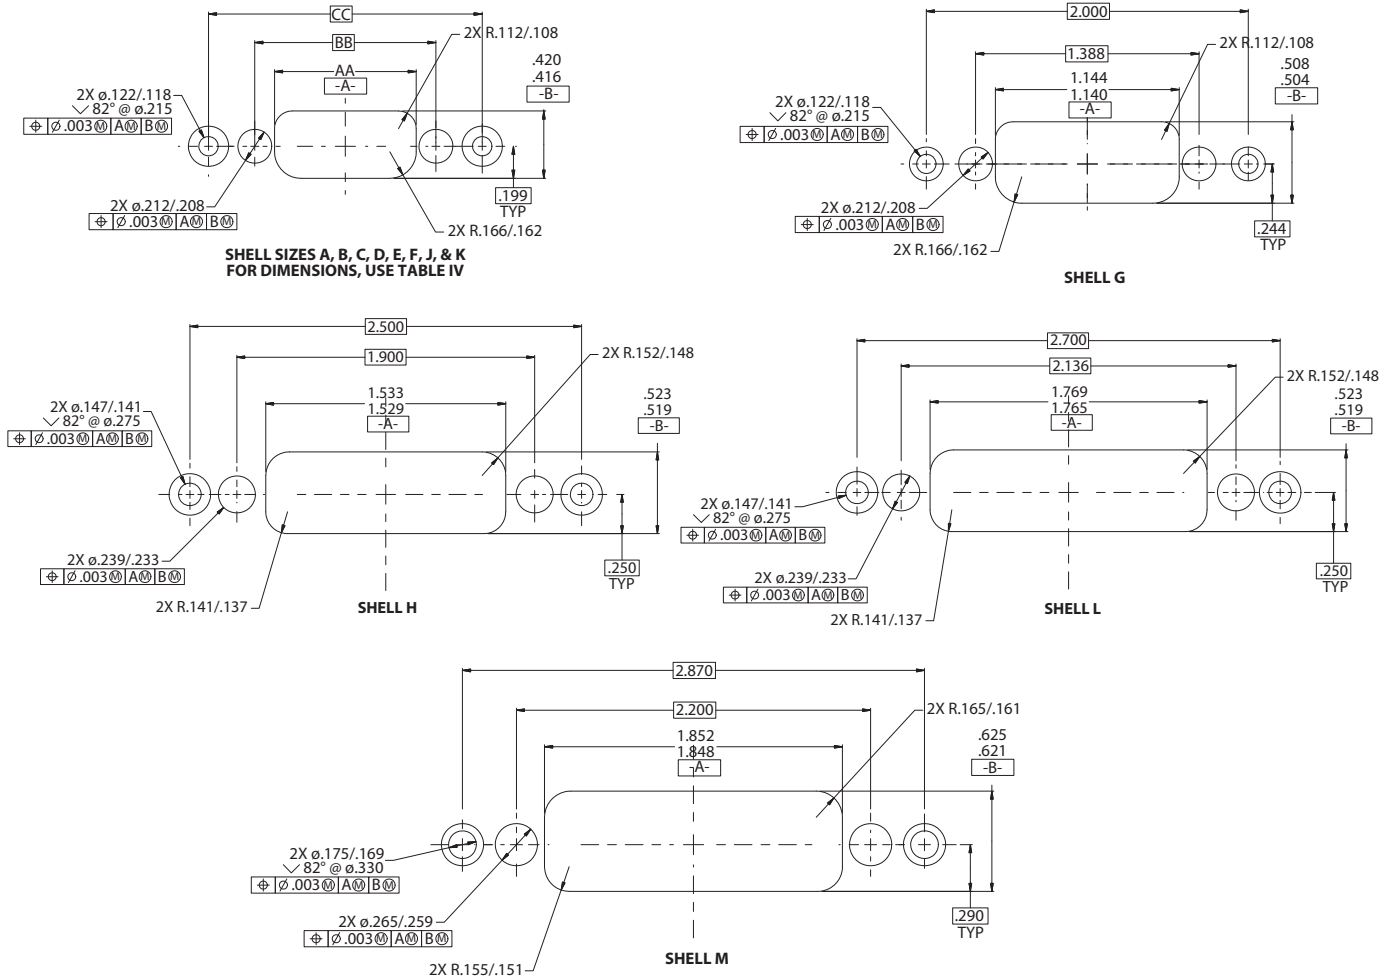 CC
BB
AA
-A-
2X R.112/.108
.420
.416
-B-
2X ø.122/.118
82° @ ø.215
⌖ Ø.003Ⓜ AⓂ BⓂ
2X ø.212/.208
⌖ Ø.003Ⓜ AⓂ BⓂ
.199
TYP
2X R.166/.162
SHELL SIZES A, B, C, D, E, F, J, & K
FOR DIMENSIONS, USE TABLE IV
2.000
1.388
1.144
1.140
-A-
2X R.112/.108
.508
.504
-B-
2X ø.122/.118
82° @ ø.215
⌖ Ø.003Ⓜ AⓂ BⓂ
2X ø.212/.208
⌖ Ø.003Ⓜ AⓂ BⓂ
2X R.166/.162
.244
TYP
SHELL G
2.500
1.900
1.533
1.529
-A-
2X R.152/.148
.523
.519
-B-
2X ø.147/.141
82° @ ø.275
⌖ Ø.003Ⓜ AⓂ BⓂ
2X ø.239/.233
⌖ Ø.003Ⓜ AⓂ BⓂ
2X R.141/.137
.250
TYP
SHELL H
2.700
2.136
1.769
1.765
-A-
2X R.152/.148
.523
.519
-B-
2X ø.147/.141
82° @ ø.275
⌖ Ø.003Ⓜ AⓂ BⓂ
2X ø.239/.233
⌖ Ø.003Ⓜ AⓂ BⓂ
2X R.141/.137
.250
TYP
SHELL L
2.870
2.200
1.852
1.848
-A-
2X R.165/.161
.625
.621
-B-
2X ø.175/.169
82° @ ø.330
⌖ Ø.003Ⓜ AⓂ BⓂ
2X ø.265/.259
⌖ Ø.003Ⓜ AⓂ BⓂ
2X R.155/.151
.290
TYP
SHELL M